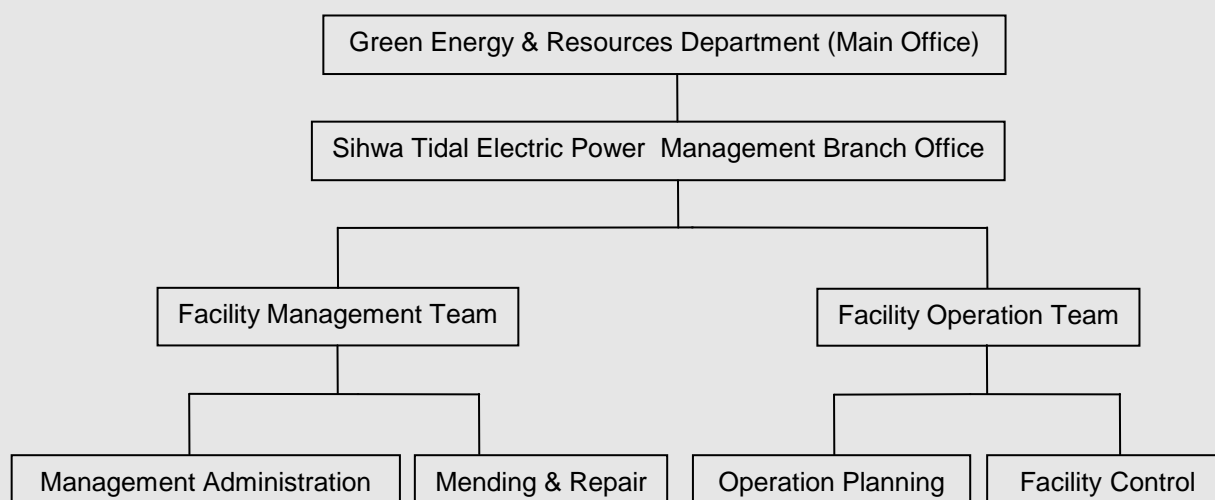 Green Energy & Resources Department (Main Office)
Sihwa Tidal Electric Power Management Branch Office
Facility Management Team
Facility Operation Team
Management Administration
Mending & Repair
Operation Planning
Facility Control